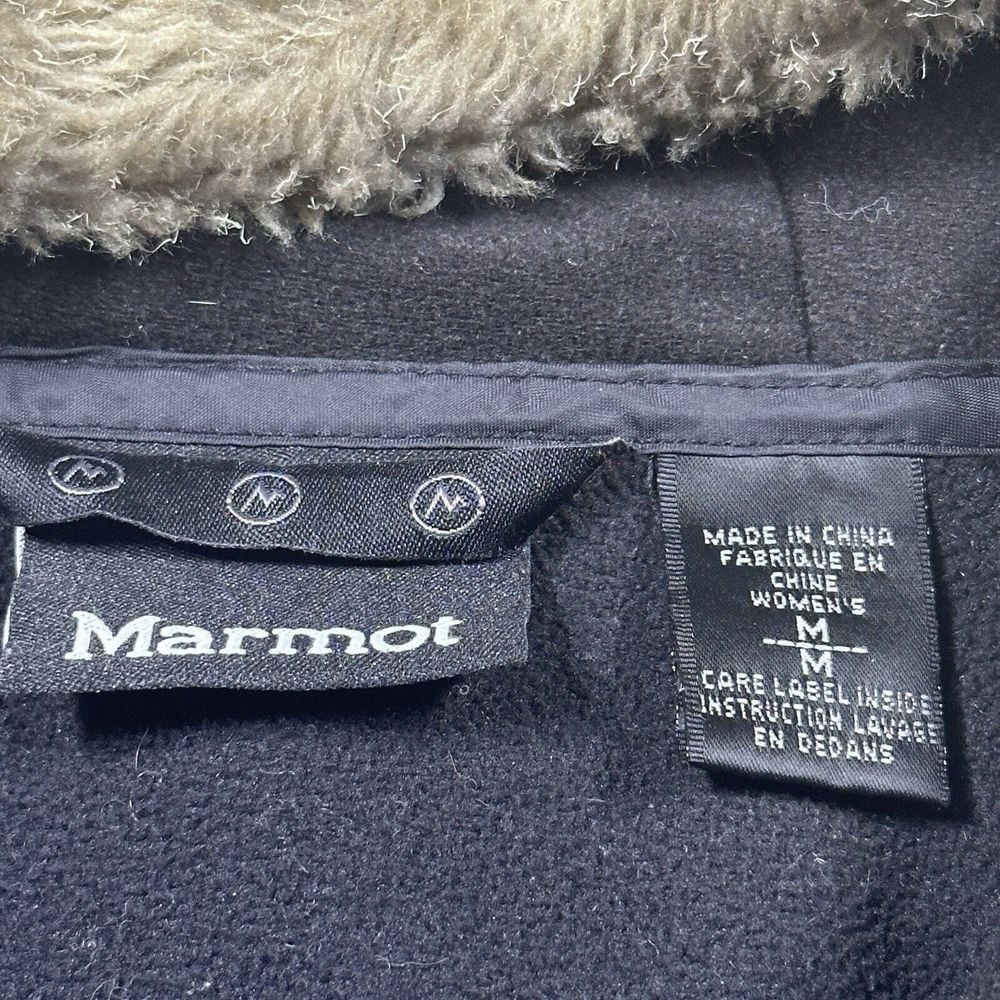 Marmot
MADE IN CHINA
FABRIQUE EN
CHINE
WOMEN'S
M
M
CARE LABEL INSIDE
INSTRUCTION LAVAGE
EN DEDANS